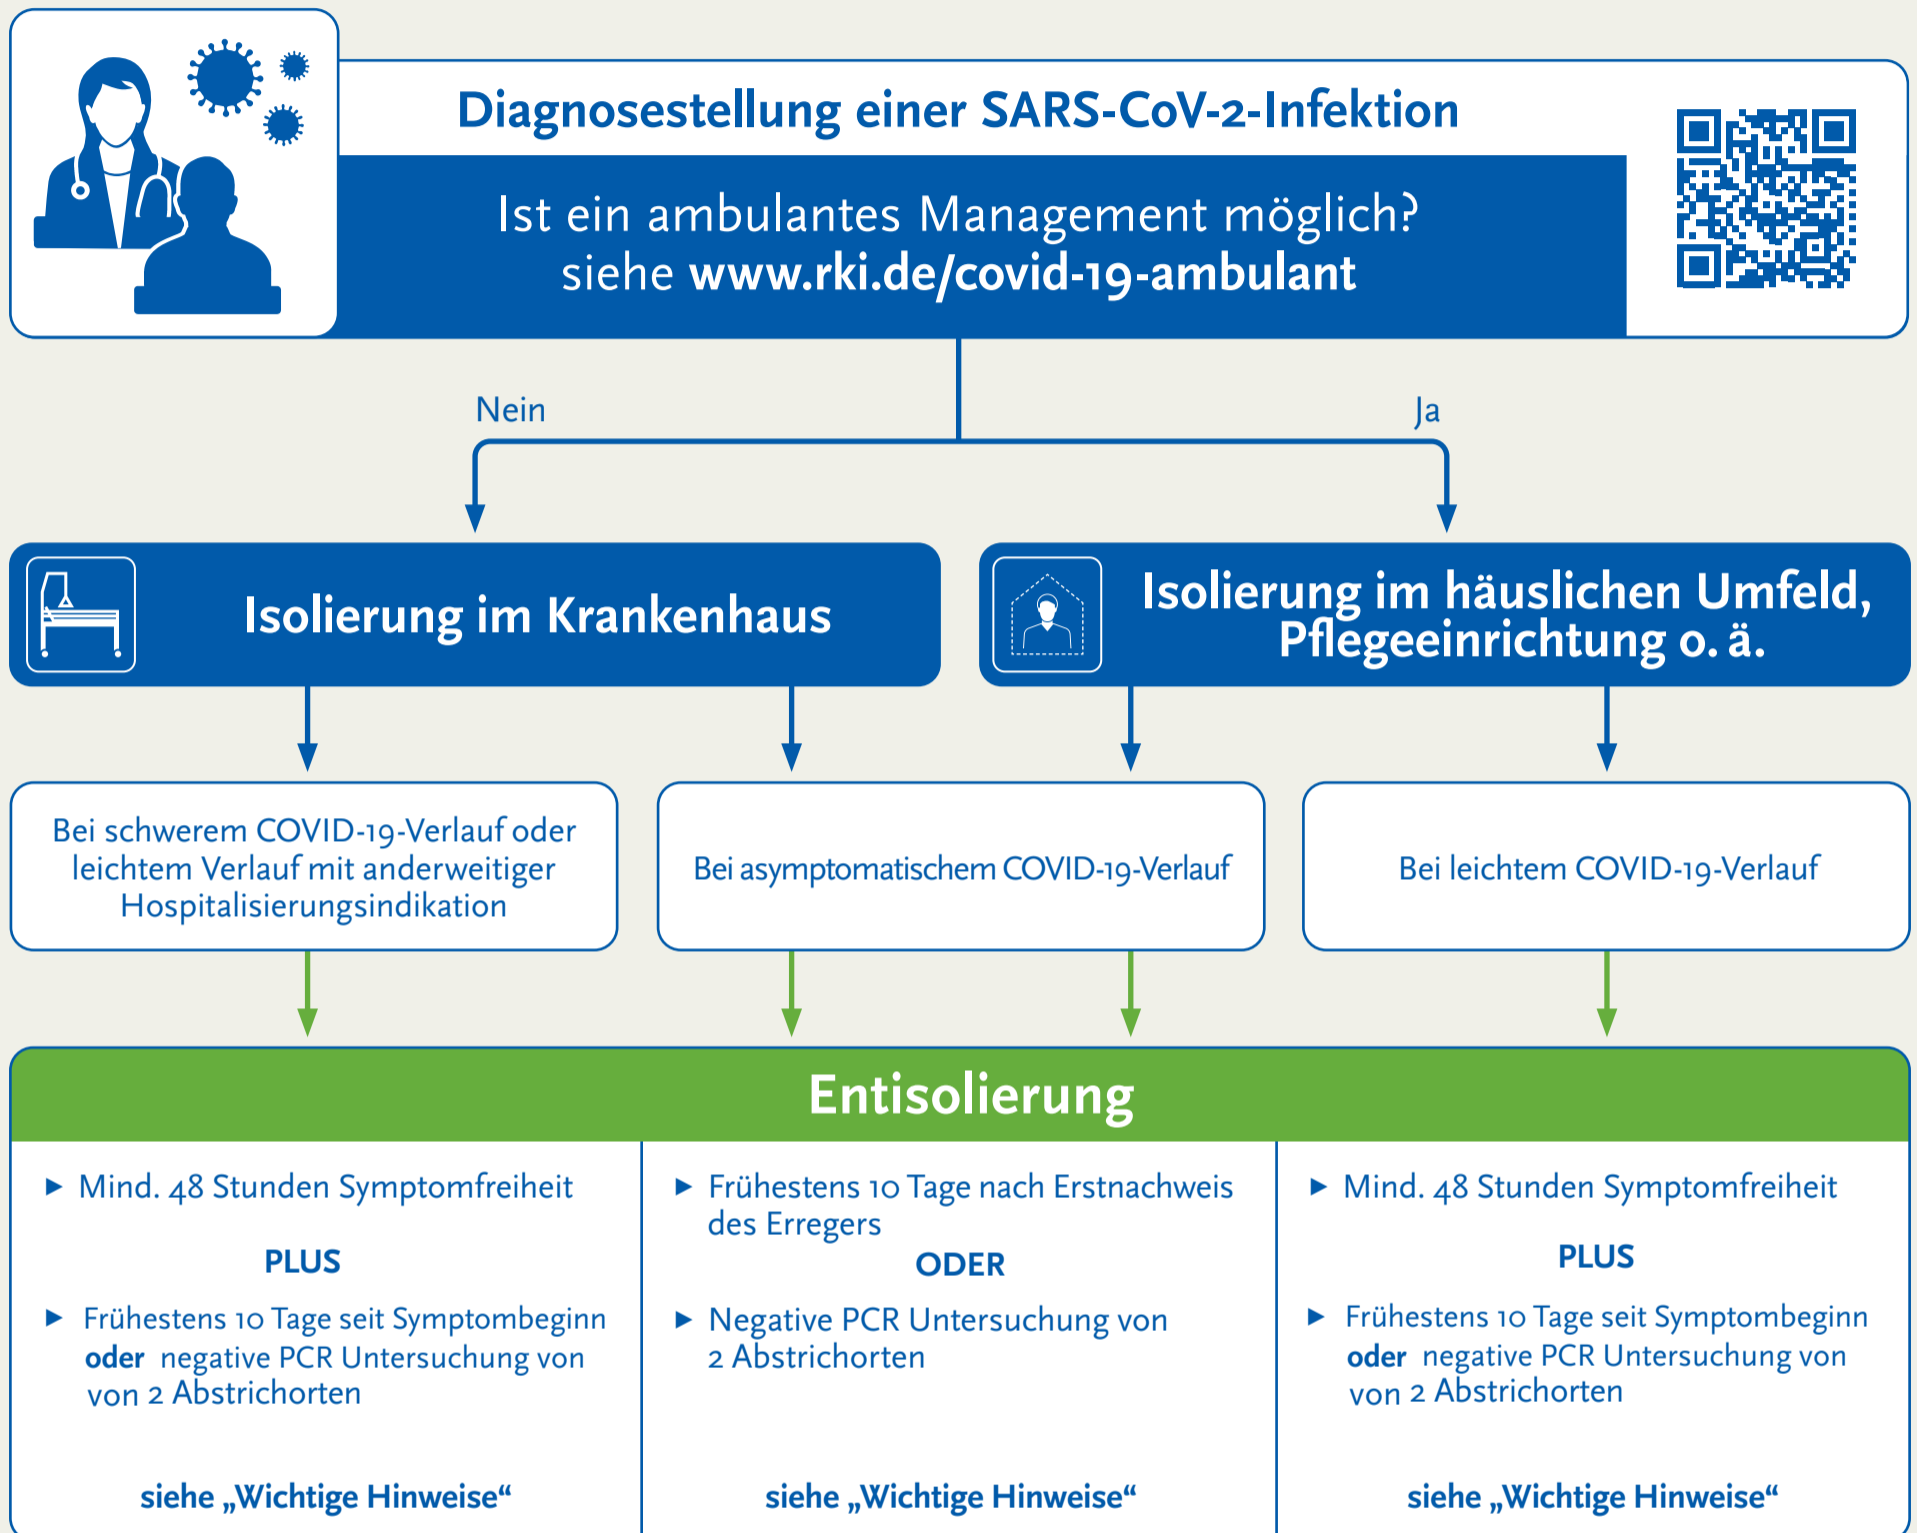 Diagnosestellung einer SARS-CoV-2-Infektion
Ist ein ambulantes Management möglich?
siehe www.rki.de/covid-19-ambulant
Nein
Ja
Isolierung im Krankenhaus
Isolierung im häuslichen Umfeld,
Pflegeeinrichtung o. ä.
Bei schwerem COVID-19-Verlauf oder
leichtem Verlauf mit anderweitiger
Hospitalisierungsindikation
Bei asymptomatischem COVID-19-Verlauf
Bei leichtem COVID-19-Verlauf
Entisolierung
► Mind. 48 Stunden Symptomfreiheit
PLUS
► Frühestens 10 Tage seit Symptombeginn
oder negative PCR Untersuchung von
von 2 Abstrichorten
siehe „Wichtige Hinweise“
► Frühestens 10 Tage nach Erstnachweis
des Erregers
ODER
► Negative PCR Untersuchung von
2 Abstrichorten
siehe „Wichtige Hinweise“
► Mind. 48 Stunden Symptomfreiheit
PLUS
► Frühestens 10 Tage seit Symptombeginn
oder negative PCR Untersuchung von
von 2 Abstrichorten
siehe „Wichtige Hinweise“